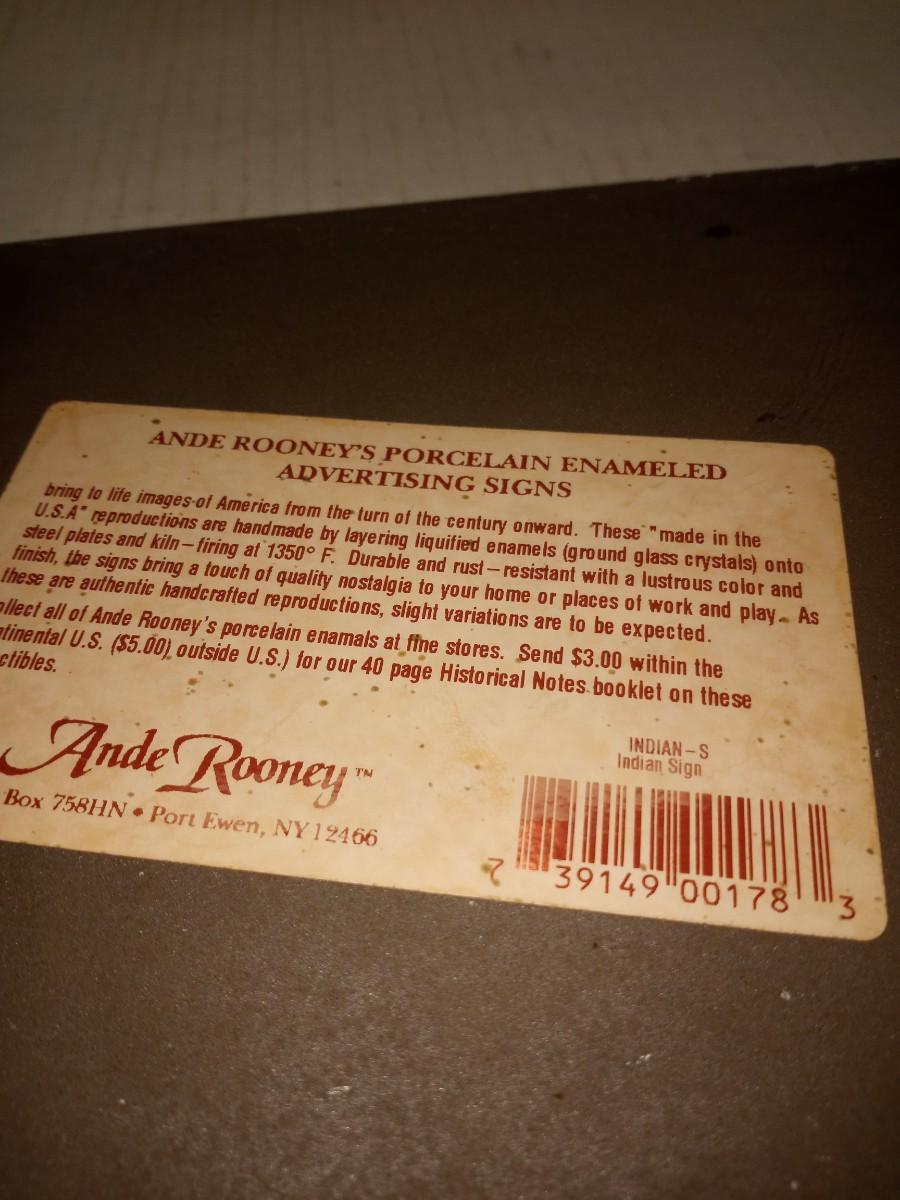 ANDE ROONEY'S PORCELAIN ENAMELED
ADVERTISING SIGNS
bring to life images of America from the turn of the century onward. "These "made in the
U.S.A" reproductions are handmade by layering liquified enamels (ground glass crystals) onto
steel plates and kiln-firing at 1350° F. Durable and rust-resistant with a lustrous color and
finish, the signs bring a touch of quality nostalgia to your home or places of work and play. As
these are authentic handcrafted reproductions, slight variations are to be expected.
ollect all of Ande Rooney's porcelain enamals at fine stores. Send $3.00 within the
ntinental U.S. ($5.00) outside U.S.) for our 40 page Historical Notes booklet on these
ctibles.
Ande Rooney™
Box 758HN • Port Ewen, NY 12466
INDIAN-S
Indian Sign
7 39149 00178 3